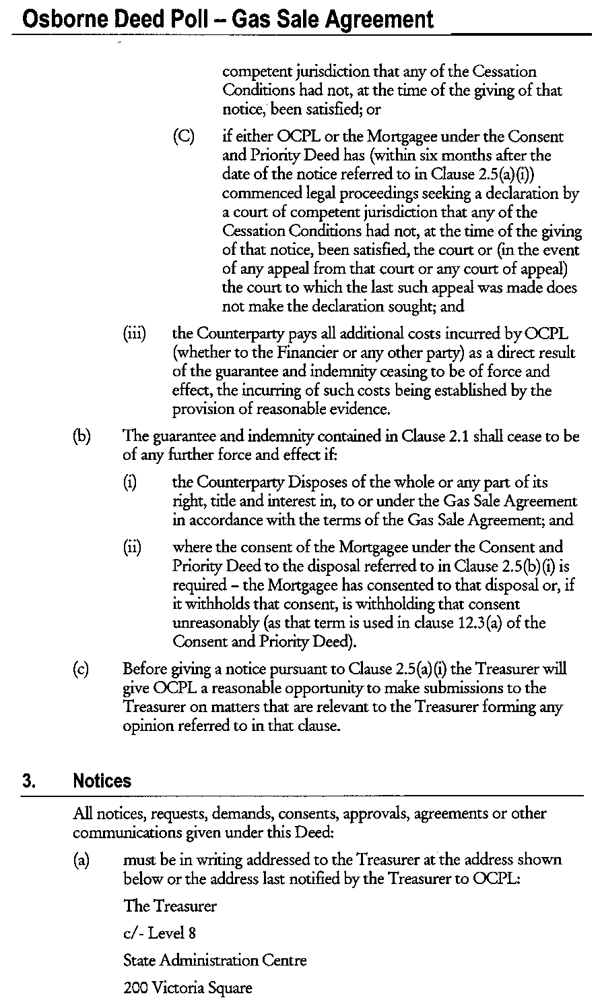 Osborne Deed Poll – Gas Sale Agreement
competent jurisdiction that any of the Cessation
Conditions had not, at the time of the giving of that
notice, been satisfied; or
(C) if either OCPL or the Mortgagee under the Consent
and Priority Deed has (within six months after the
date of the notice referred to in Clause 2.5(a)(i))
commenced legal proceedings seeking a declaration by
a court of competent jurisdiction that any of the
Cessation Conditions had not, at the time of the giving
of that notice, been satisfied, the court or (in the event
of any appeal from that court or any court of appeal)
the court to which the last such appeal was made does
not make the declaration sought; and
(iii) the Counterparty pays all additional costs incurred by OCPL
(whether to the Financier or any other party) as a direct result
of the guarantee and indemnity ceasing to be of force and
effect, the incurring of such costs being established by the
provision of reasonable evidence.
(b) The guarantee and indemnity contained in Clause 2.1 shall cease to be
of any further force and effect if:
(i) the Counterparty Disposes of the whole or any part of its
right, title and interest in, to or under the Gas Sale Agreement
in accordance with the terms of the Gas Sale Agreement; and
(ii) where the consent of the Mortgagee under the Consent and
Priority Deed to the disposal referred to in Clause 2.5(b)(i) is
required – the Mortgagee has consented to that disposal or, if
it withholds that consent, is withholding that consent
unreasonably (as that term is used in clause 12.3(a) of the
Consent and Priority Deed).
(c) Before giving a notice pursuant to Clause 2.5(a)(i) the Treasurer will
give OCPL a reasonable opportunity to make submissions to the
Treasurer on matters that are relevant to the Treasurer forming any
opinion referred to in that clause.
3. Notices
All notices, requests, demands, consents, approvals, agreements or other
communications given under this Deed:
(a) must be in writing addressed to the Treasurer at the address shown
below or the address last notified by the Treasurer to OCPL:
The Treasurer
c/- Level 8
State Administration Centre
200 Victoria Square